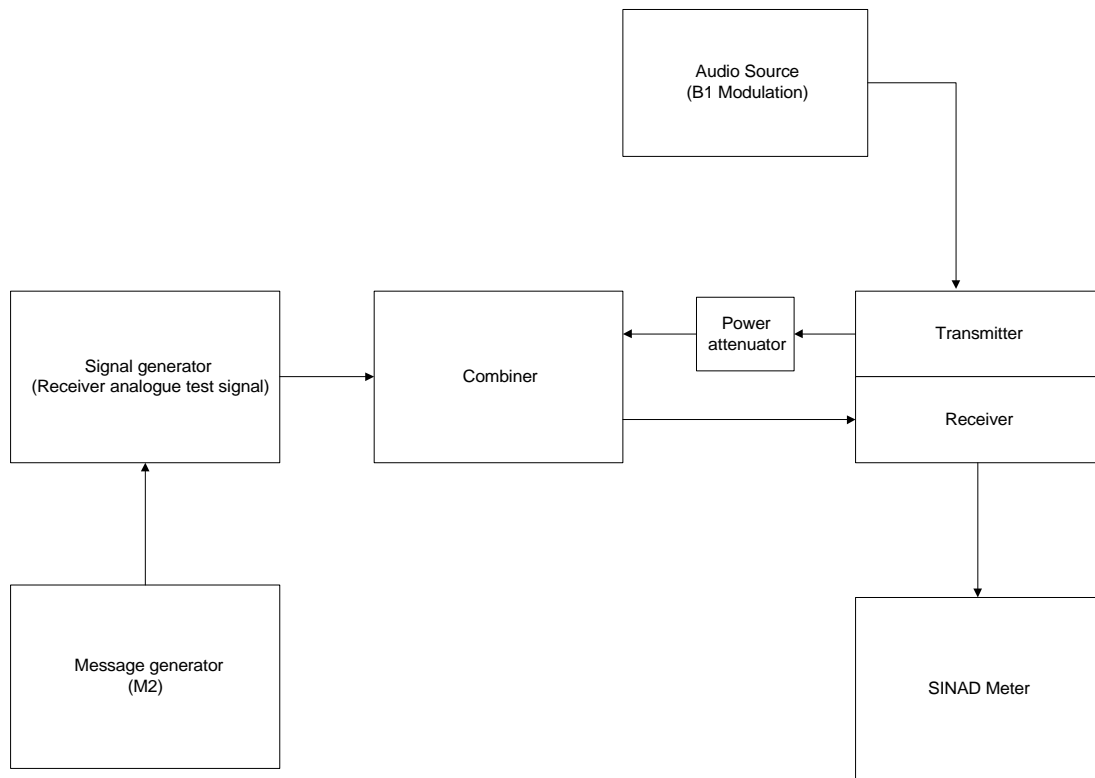 Audio Source
(B1 Modulation)
Signal generator
(Receiver analogue test signal)
Combiner
Power
attenuator
Transmitter
Receiver
Message generator
(M2)
SINAD Meter